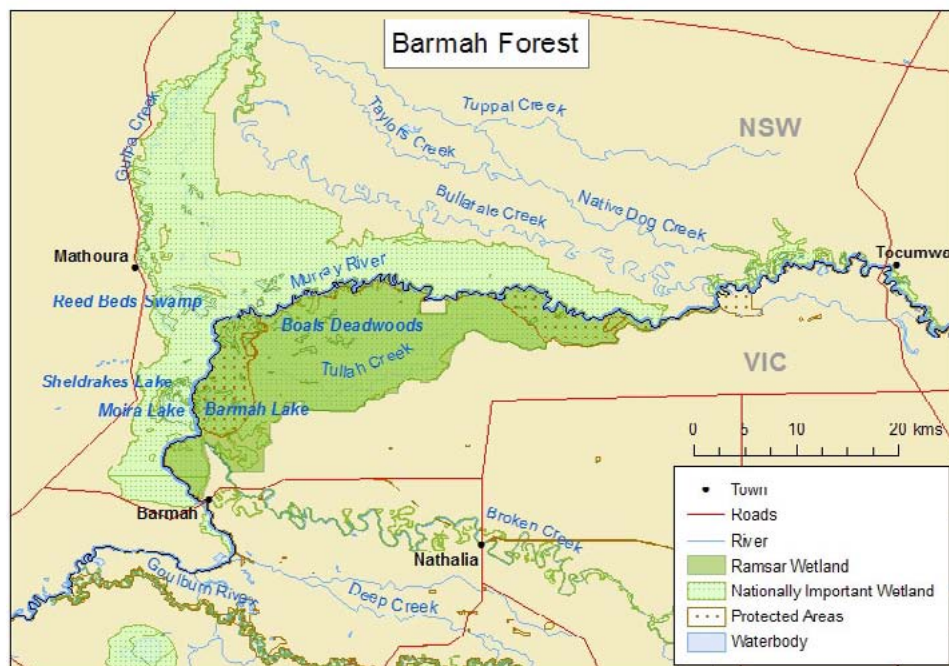 Barmah Forest
NSW
Tuppal Creek
Taylors Creek
Gulpa Creek
Native Dog Creek
Bullatale Creek
Mathoura
Tocumwa
Murray River
Reed Beds Swamp
Boals Deadwoods
Tullah Creek
VIC
Sheldrakes Lake
Moira Lake
Barmah Lake
0 5 10 20 kms
Barmah
Broken Creek
Nathalia
Goulburn River
Deep Creek
Town
Roads
River
Ramsar Wetland
Nationally Important Wetland
Protected Areas
Waterbody